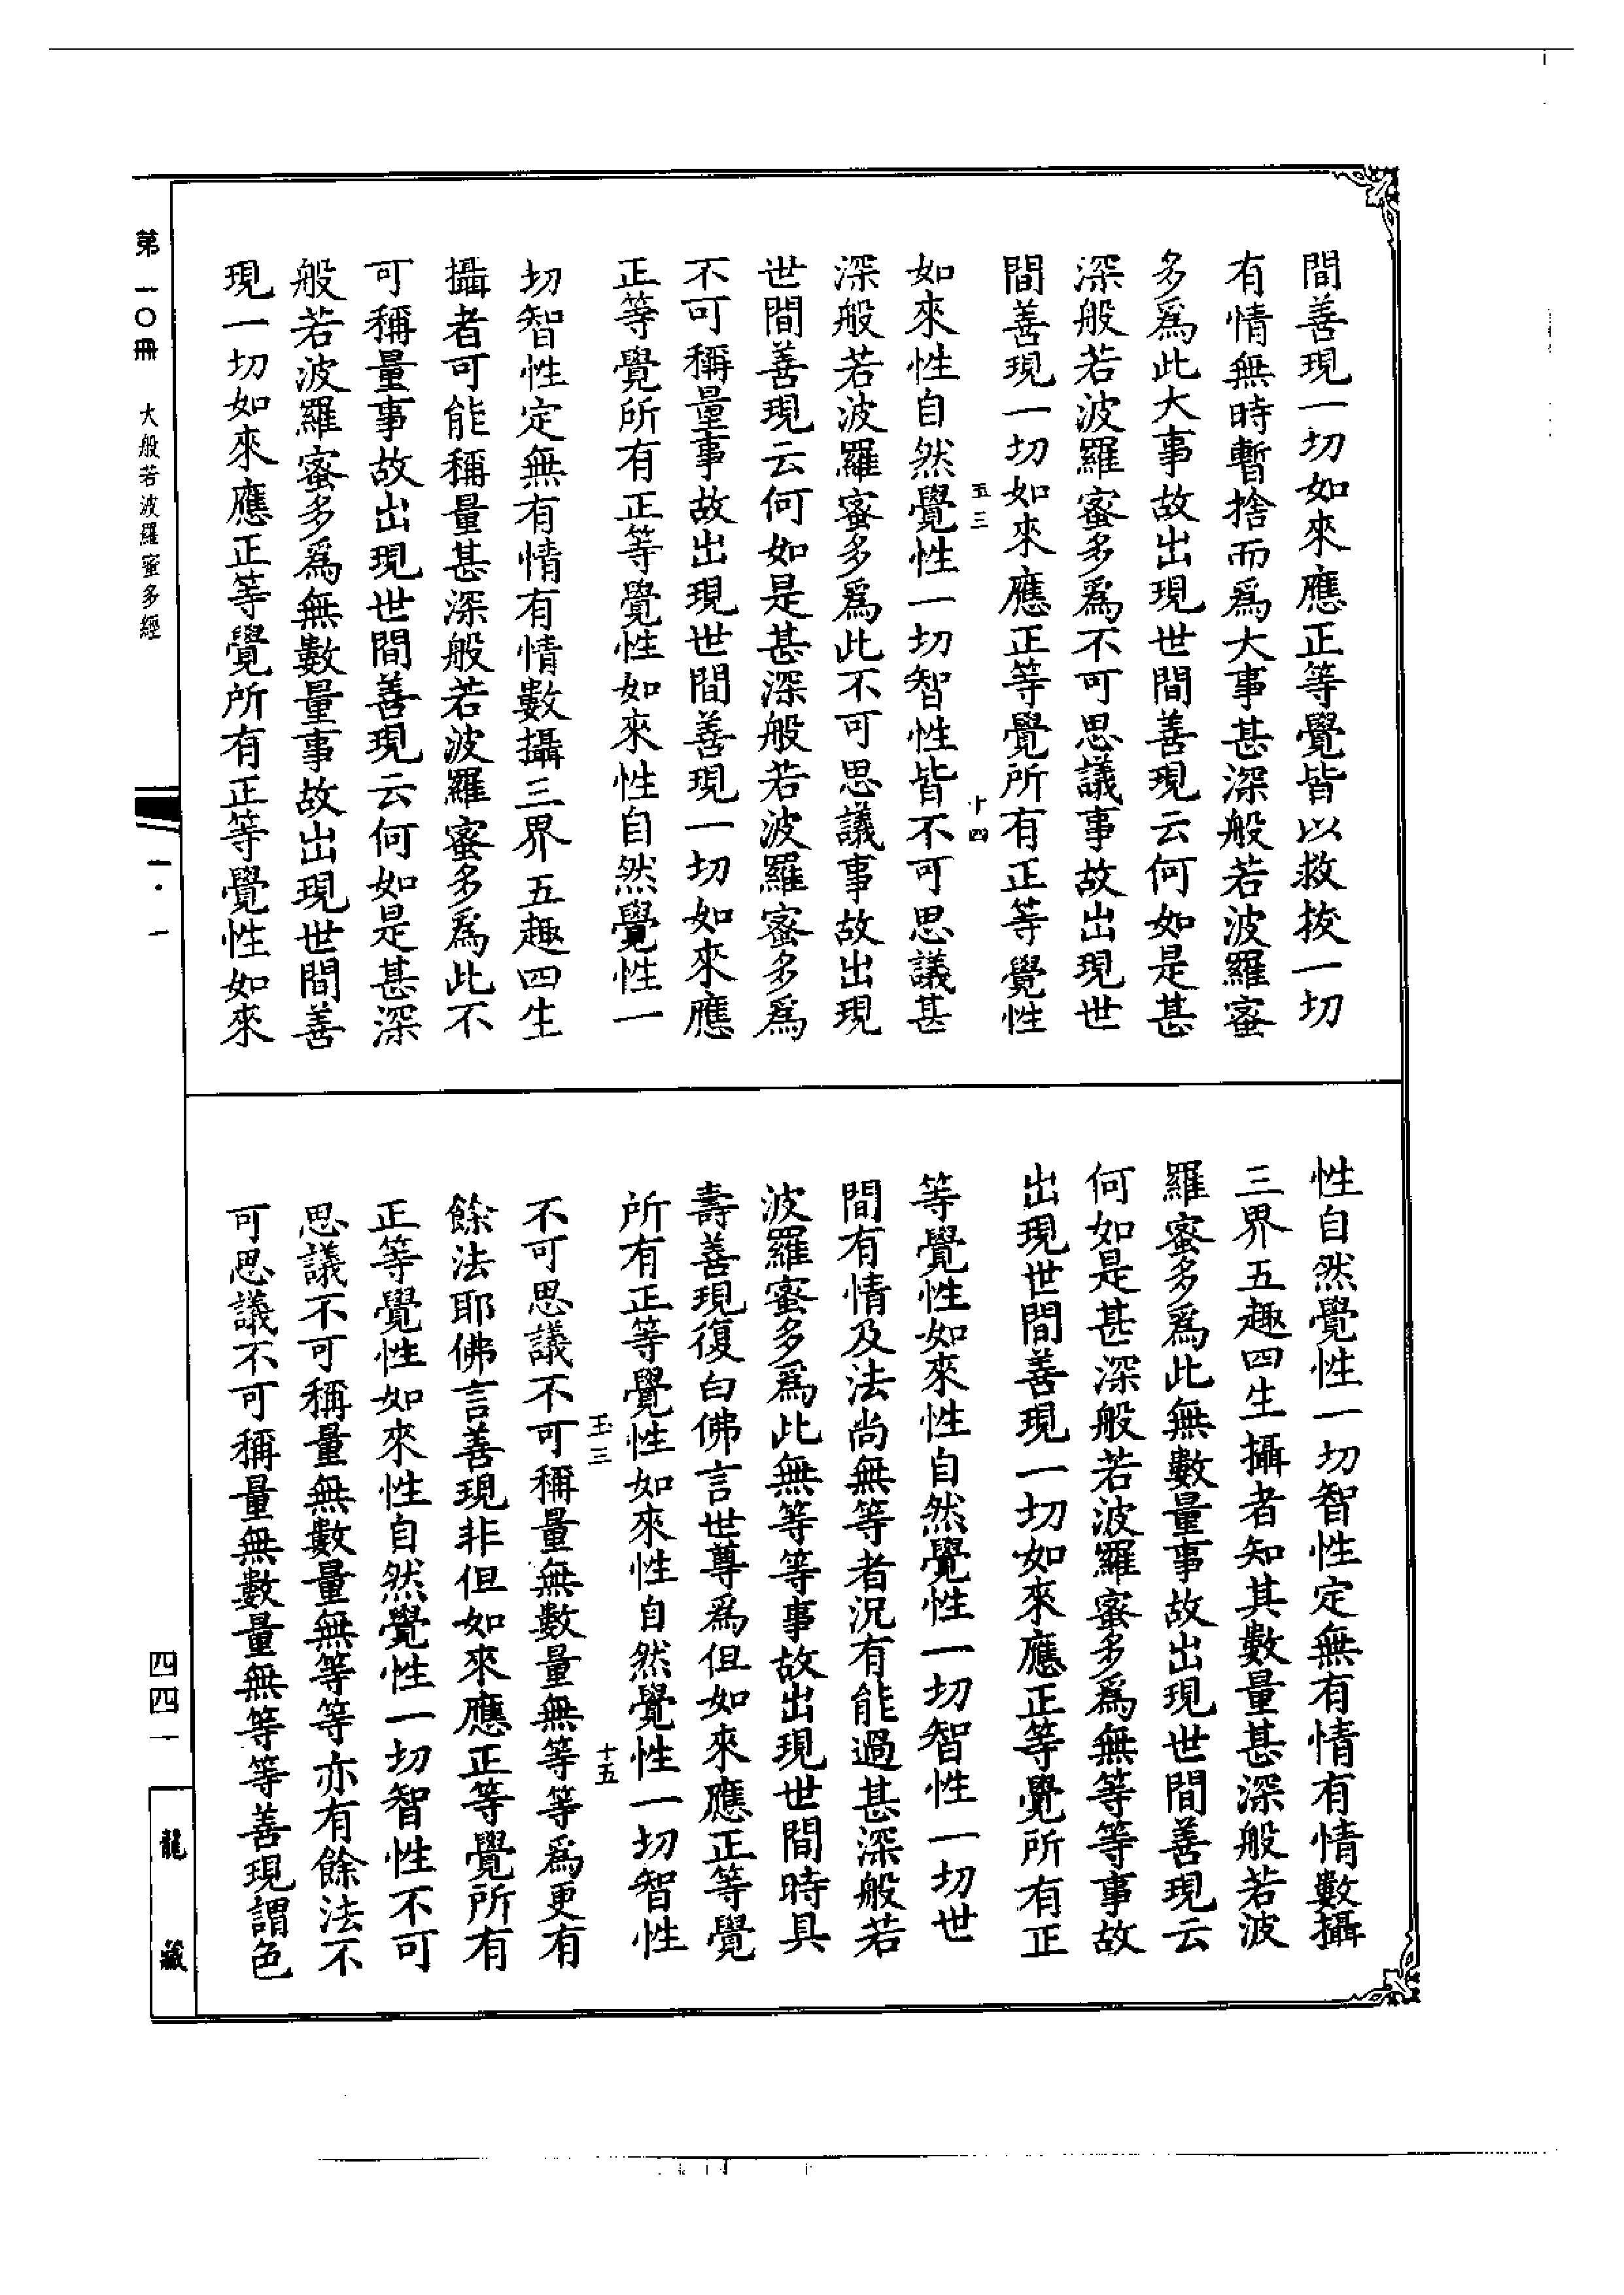 間善現一切如來應正等覺皆以救拔一切
有情無時暫捨而爲大事甚深般若波羅蜜
多爲此大事故出現世間善現云何如是甚
深般若波羅蜜多爲不可思議事故出現世
間善現一切如來應正等覺所有正等覺性
五三 十四
如來性自然覺性一切智性皆不可思議甚
深般若波羅蜜多爲此不可思議事故出現
世間善現云何如是甚深般若波羅蜜多爲
不可稱量事故出現世間善現一切如來應
正等覺所有正等覺性如來性自然覺性一
切智性定無有情有情數攝三界五趣四生
攝者可能稱量甚深般若波羅蜜多爲此不
可稱量事故出現世間善現云何如是甚深
般若波羅蜜多爲無數量事故出現世間善
現一切如來應正等覺所有正等覺性如來
性自然覺性一切智性定無有情有情數攝
三界五趣四生攝者知其數量甚深般若波
羅蜜多爲此無數量事故出現世間善現云
何如是甚深般若波羅蜜多爲無等等事故
出現世間善現一切如來應正等覺所有正
等覺性如來性自然覺性一切智性一切世
間有情及法尚無等者況有能過甚深般若
波羅蜜多爲此無等等事故出現世間時具
壽善現復白佛言世尊爲但如來應正等覺
所有正等覺性如來性自然覺性一切智性
五三 十五
不可思議不可稱量無數量無等等爲更有
餘法耶佛言善現非但如來應正等覺所有
正等覺性如來性自然覺性一切智性不可
思議不可稱量無數量無等等亦有餘法不
可思議不可稱量無數量無等等善現謂色
第一〇冊 大般若波羅蜜多經
一·一
四四一
龍藏